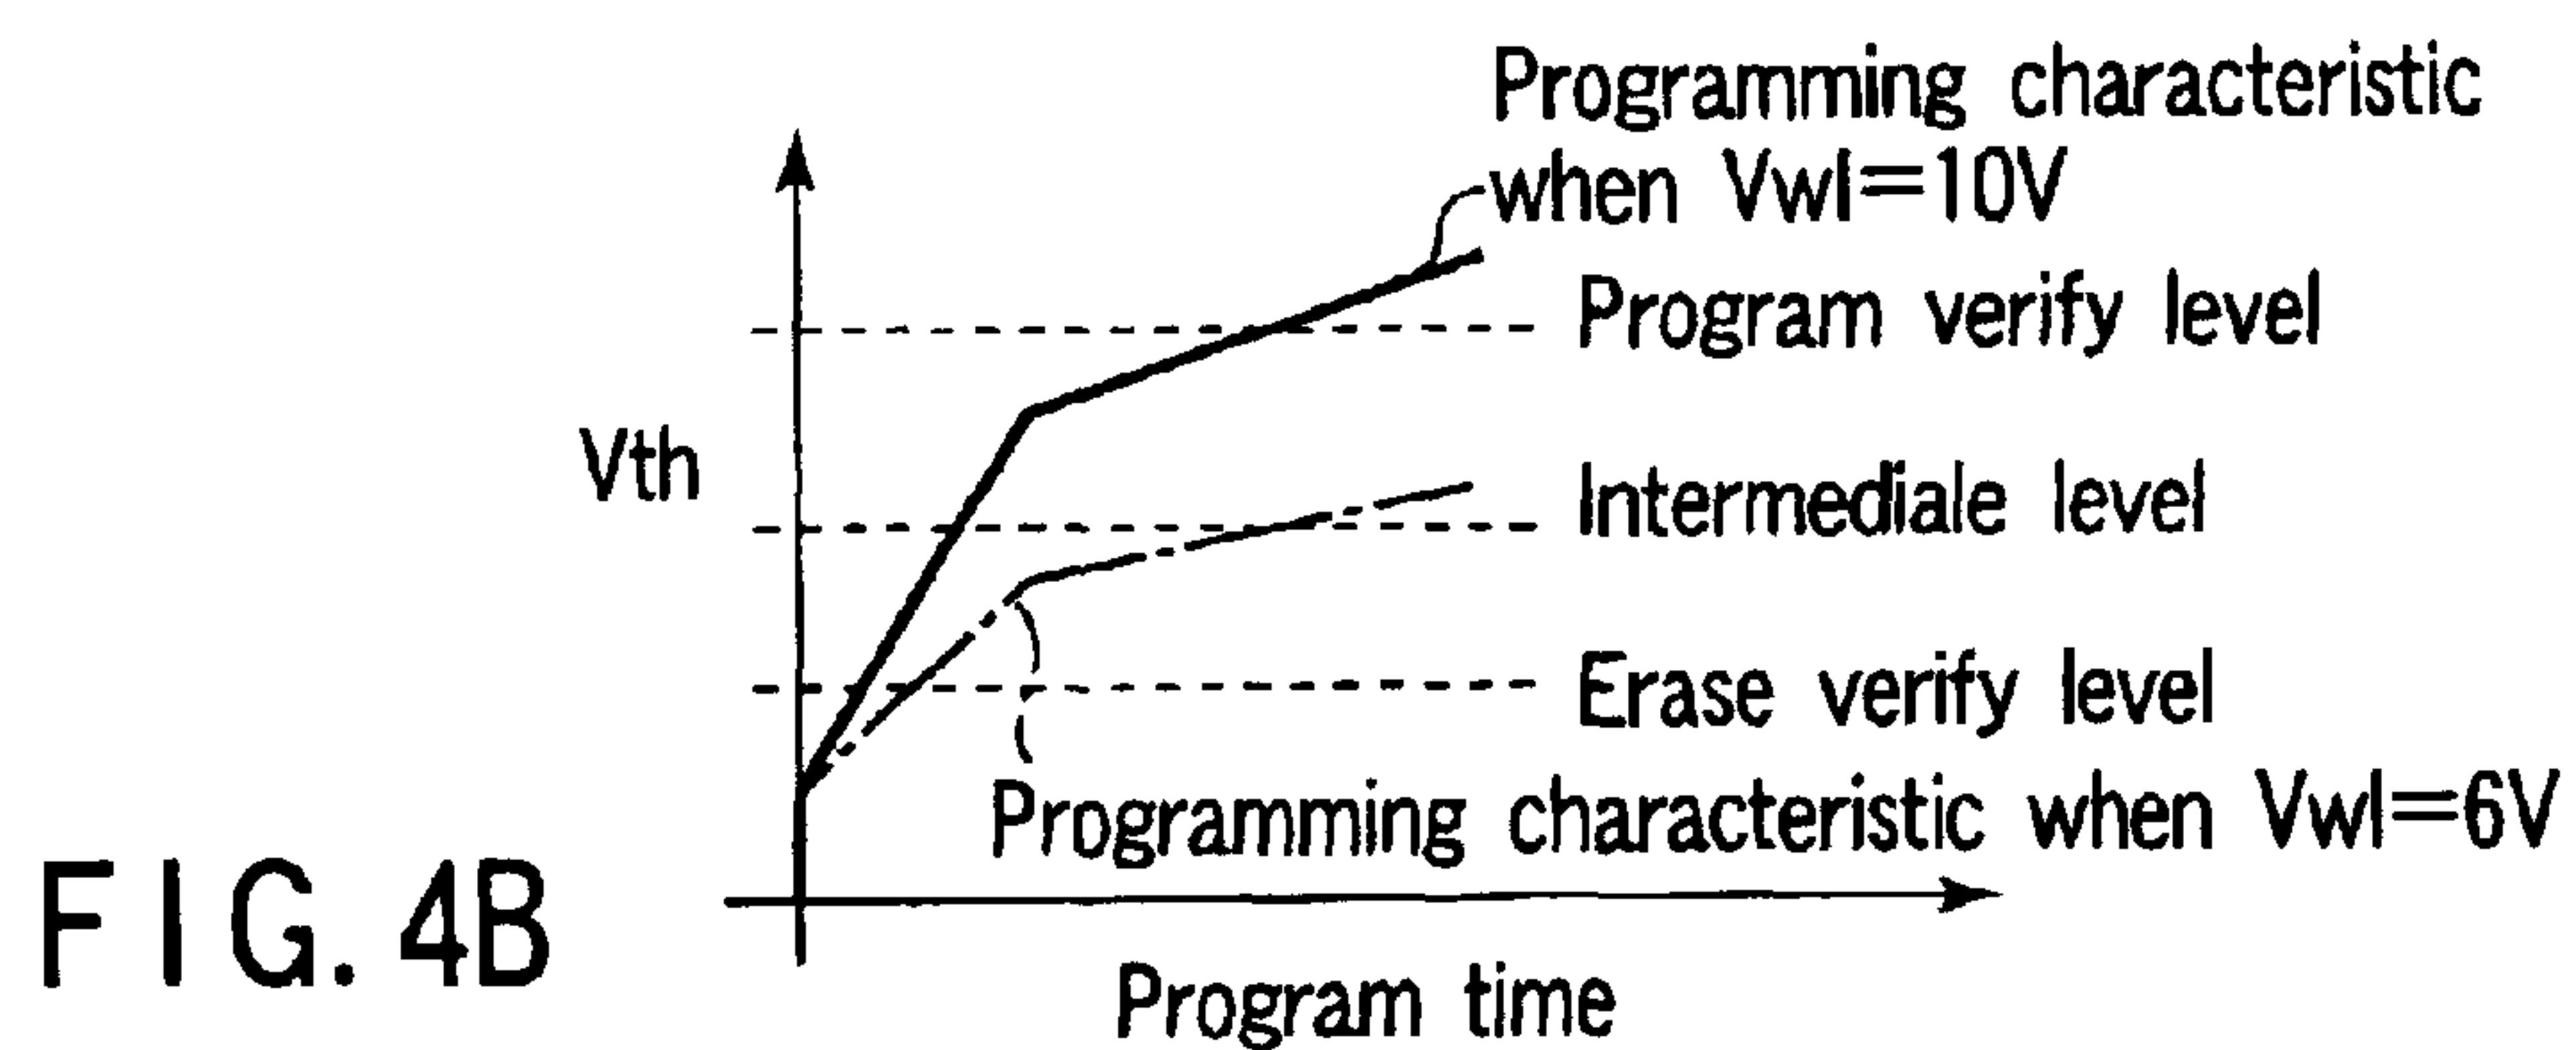 Programming characteristic
when Vwl=10V
Program verify level
Vth
Intermediale level
Erase verify level
Programming characteristic when Vwl=6V
FIG. 4B
Program time